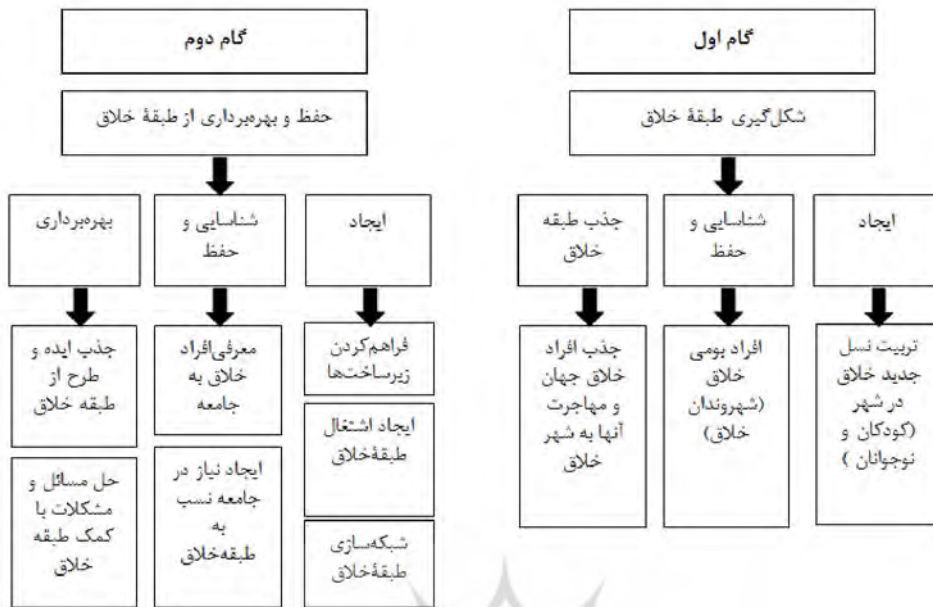 گام اول
شکل‌گیری طبقهٔ خلاق
ایجاد
تربیت نسل
جدید خلاق
در شهر
(کودکان و
نوجوانان )
شناسایی و
حفظ
افراد بومی
خلاق
(شهروندان
خلاق)
جذب طبقه
خلاق
جذب افراد
خلاق جهان
و مهاجرت
آنها به شهر
خلاق
گام دوم
حفظ و بهره‌برداری از طبقهٔ خلاق
ایجاد
فراهم‌کردن
زیرساخت‌ها
ایجاد اشتغال
طبقهٔخلاق
شبکه‌سازی
طبقهٔخلاق
شناسایی و
حفظ
معرفی‌افراد
خلاق به
جامعه
ایجاد نیاز در
جامعه نسب
به
طبقه‌خلاق
بهره‌برداری
جذب ایده و
طرح از
طبقه خلاق
حل مسائل و
مشکلات با
کمک طبقه
خلاق